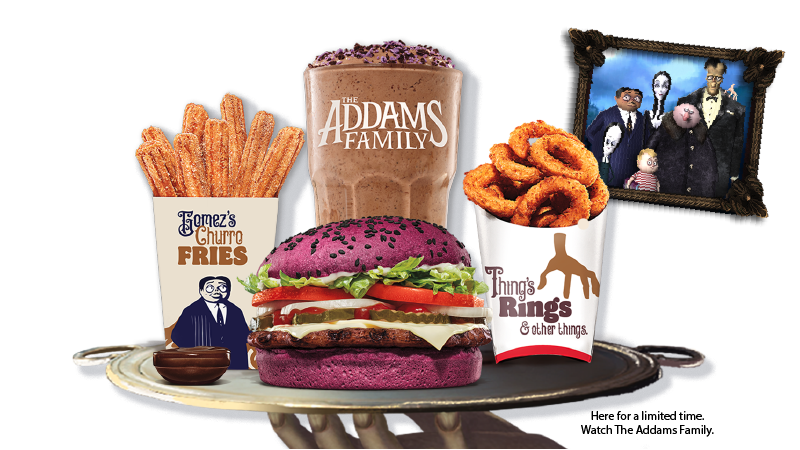 THE
ADDAMS
FAMILY
Gomez's
Churro
FRIES
Thing's
Rings
& other things.
Here for a limited time.
Watch The Addams Family.